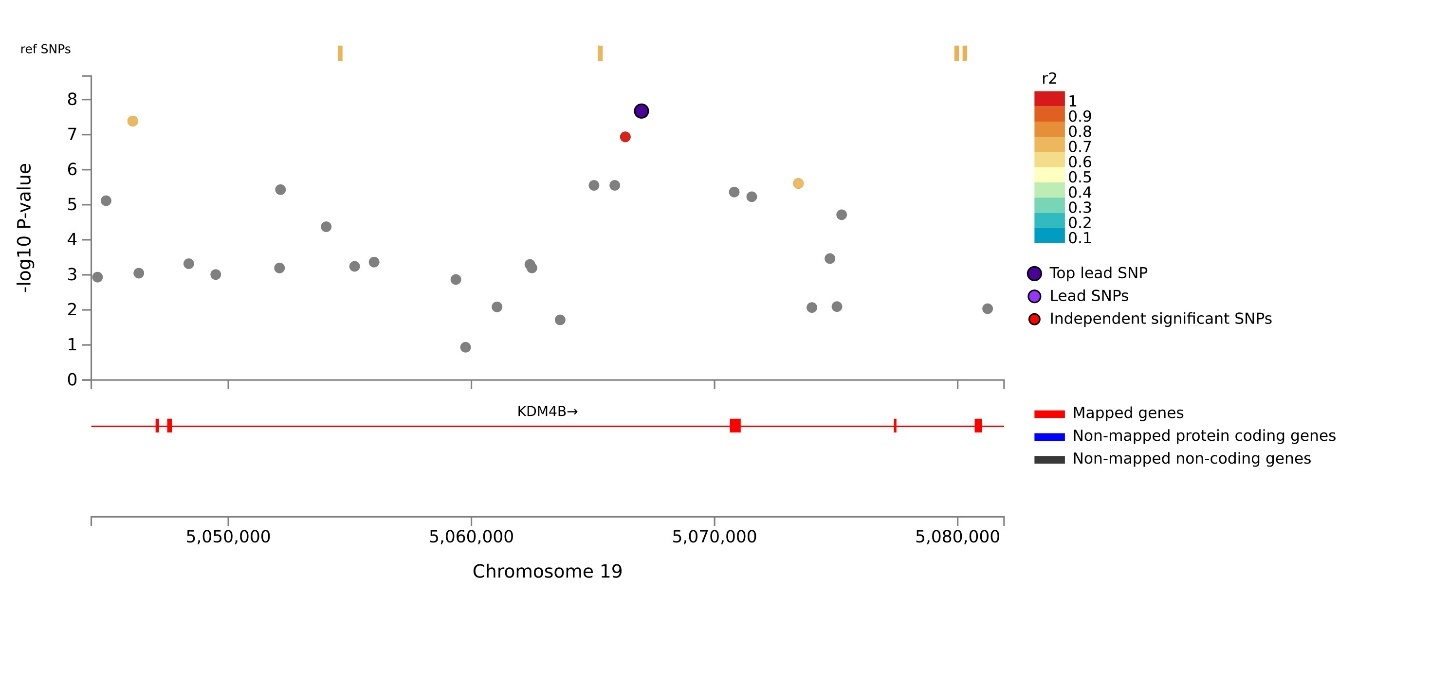 ref SNPs
r2
1
0.9
0.8
0.7
0.6
0.5
0.4
0.3
0.2
0.1
8
7
6
5
4
3
2
1
0
-log10 P-value
Top lead SNP
Lead SNPs
Independent significant SNPs
KDM4B→
Mapped genes
Non-mapped protein coding genes
Non-mapped non-coding genes
5,050,000 5,060,000 5,070,000 5,080,000
Chromosome 19